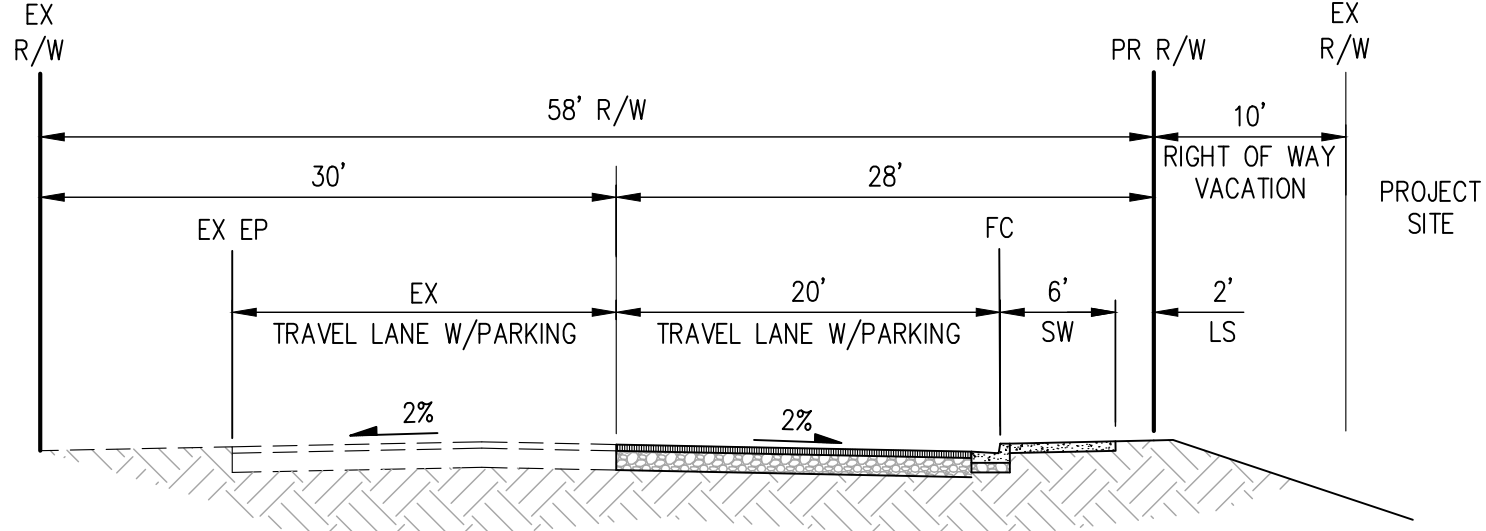 EX
R/W
EX
R/W
PR R/W
58' R/W
10'
RIGHT OF WAY
VACATION
30'
28'
PROJECT
SITE
EX EP
FC
EX
TRAVEL LANE W/PARKING
20'
TRAVEL LANE W/PARKING
6'
SW
2'
LS
2%
2%